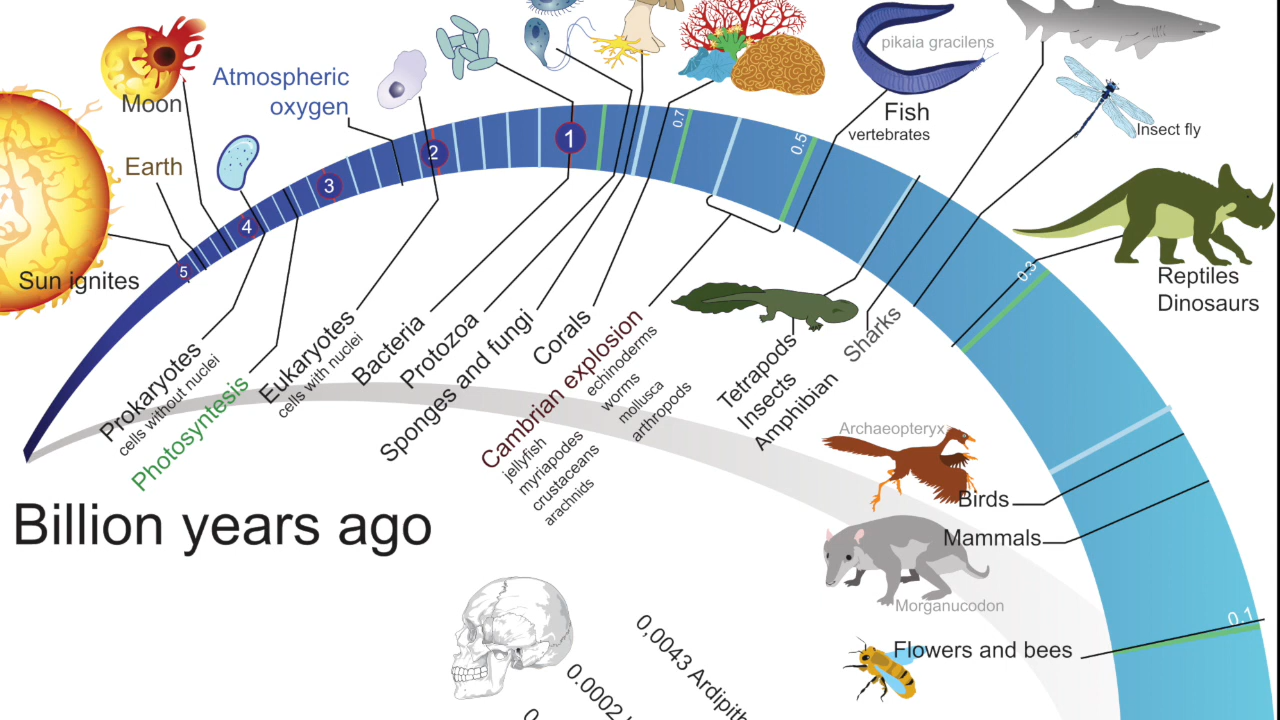 pikaia gracilens
Moon
Atmospheric
oxygen
Fish
vertebrates
Insect fly
0.7
0.5
1
2
3
4
5
Earth
Sun ignites
0.3
Reptiles
Dinosaurs
Prokaryotes
cells without nuclei
Photosyntesis
Eukaryotes
cells with nuclei
Bacteria
Protozoa
Sponges and fungi
Corals
Cambrian explosion
echinoderms
worms
mollusca
arthropods
jellyfish
myriapodes
crustaceans
arachnids
Tetrapods
Insects
Amphibian
Sharks
Archaeopteryx
Birds
Mammals
Morganucodon
Billion years ago
0.1
Flowers and bees
0,0043 Ardipith
0.0002
0